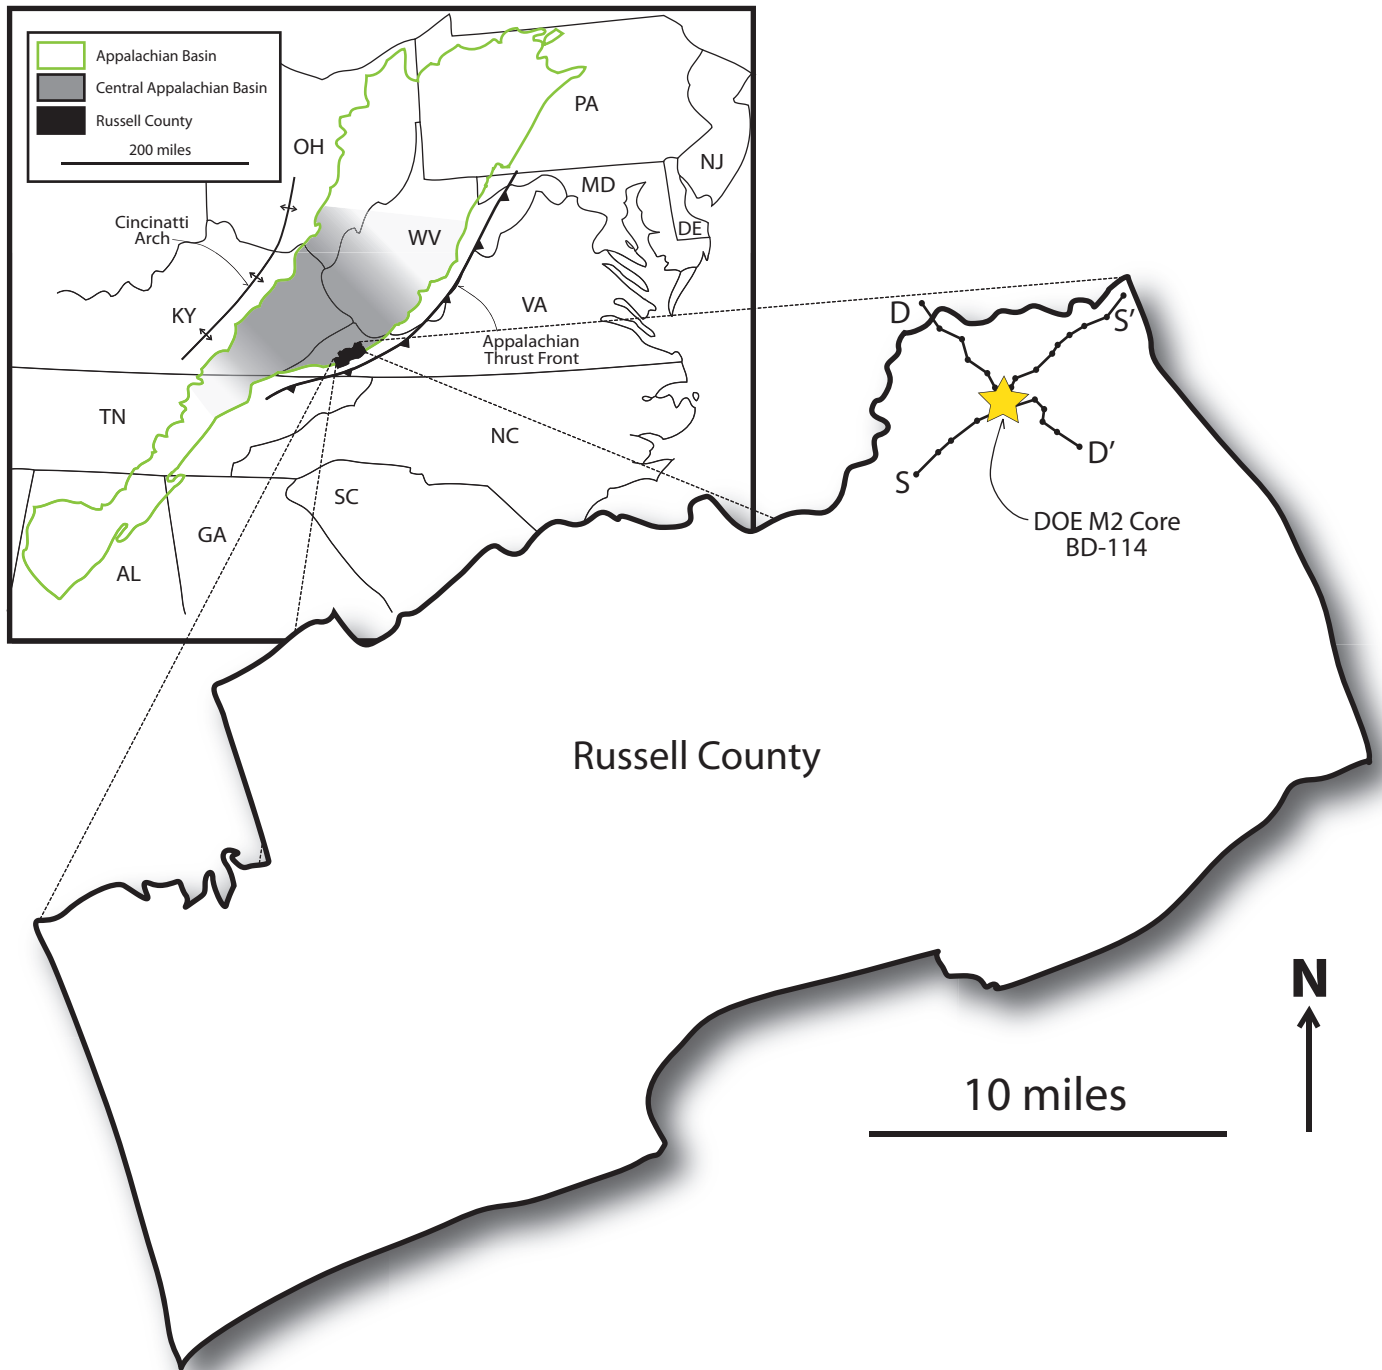 Appalachian Basin
Central Appalachian Basin
Russell County
200 miles
OH
PA
NJ
MD
DE
Cincinatti
Arch
WV
KY
VA
Appalachian
Thrust Front
TN
NC
SC
GA
AL
D
S'
S
D'
DOE M2 Core
BD-114
Russell County
N
10 miles